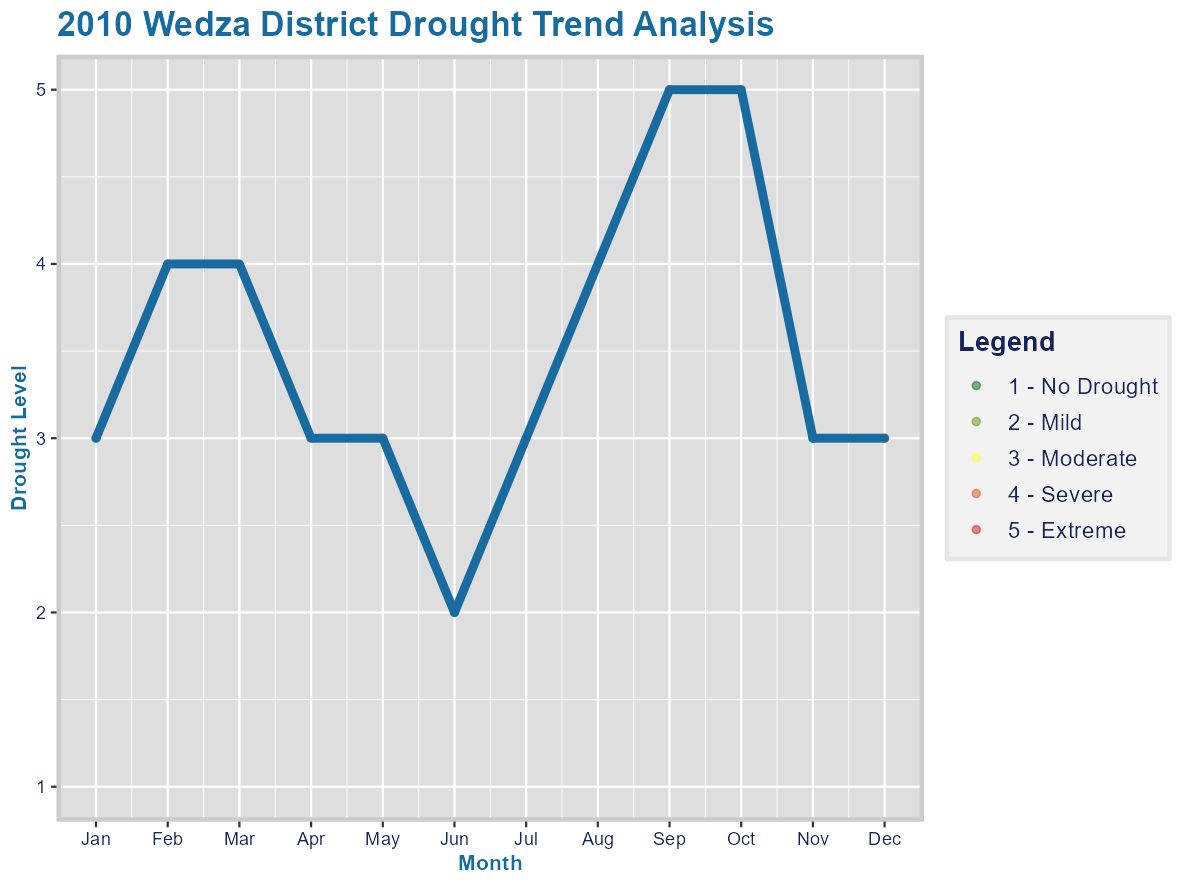 2010 Wedza District Drought Trend Analysis
Drought Level
5
4
3
2
1
Jan Feb Mar Apr May Jun Jul Aug Sep Oct Nov Dec
Month
Legend
1 - No Drought
2 - Mild
3 - Moderate
4 - Severe
5 - Extreme